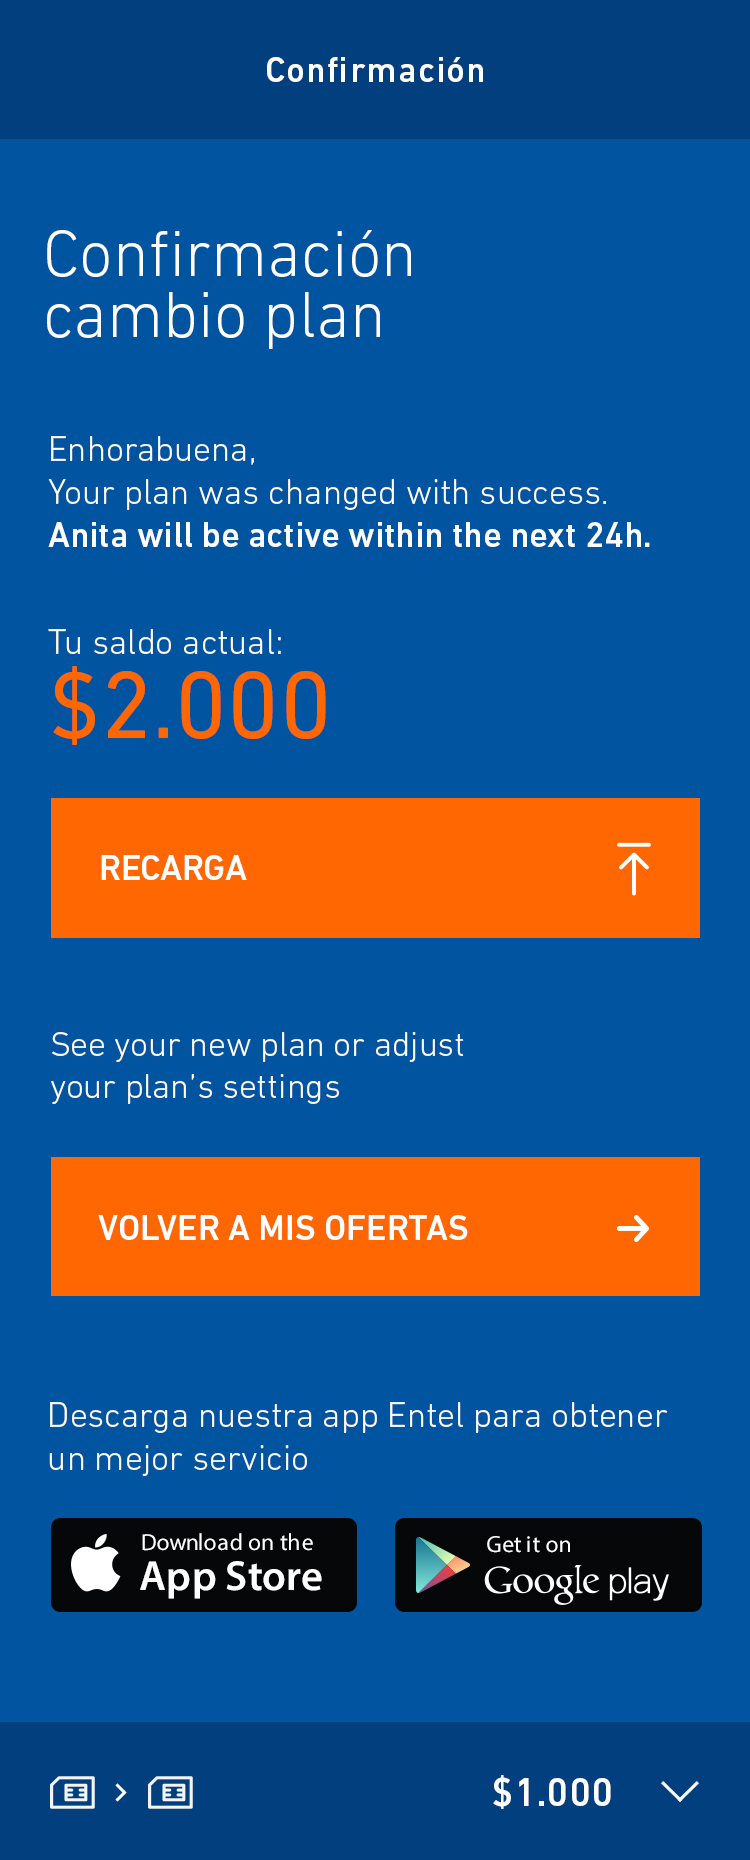 Confirmación
Confirmación
cambio plan
Enhorabuena,
Your plan was changed with success.
Anita will be active within the next 24h.
Tu saldo actual:
$2.000
RECARGA
See your new plan or adjust
your plan’s settings
VOLVER A MIS OFERTAS
Descarga nuestra app Entel para obtener
un mejor servicio
Download on the
App Store
Get it on
Google play
$1.000